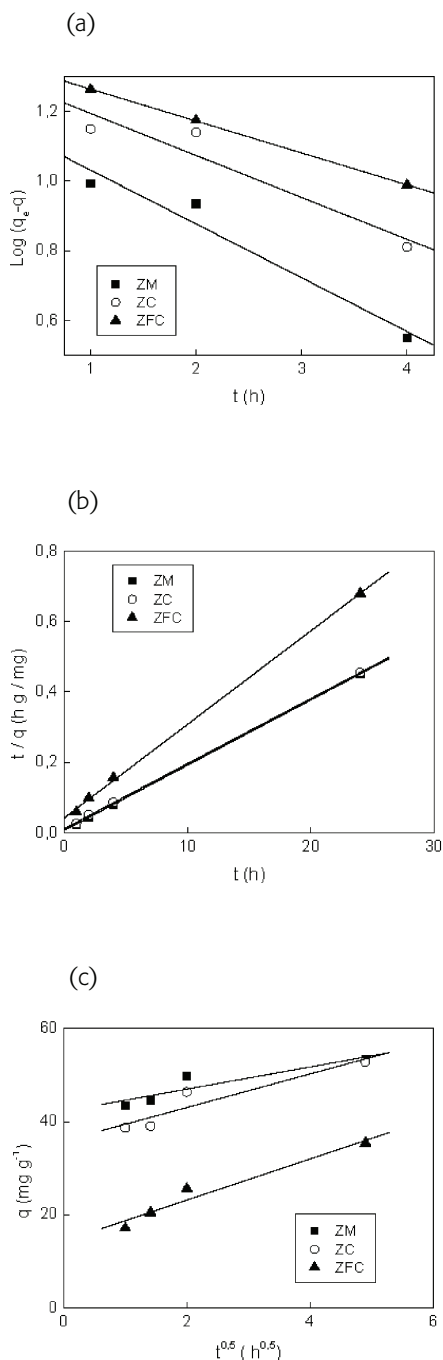 (a)
1,2
1,0
0,8
0,6
Log (qe-q)
ZM
ZC
ZFC
1 2 3 4
t (h)
(b)
0,8
0,6
0,4
0,2
0,0
t / q (h g / mg)
ZM
ZC
ZFC
0 10 20 30
t (h)
(c)
60
40
20
0
q (mg g-1)
ZM
ZC
ZFC
0 2 4 6
t0,5 ( h0,5)